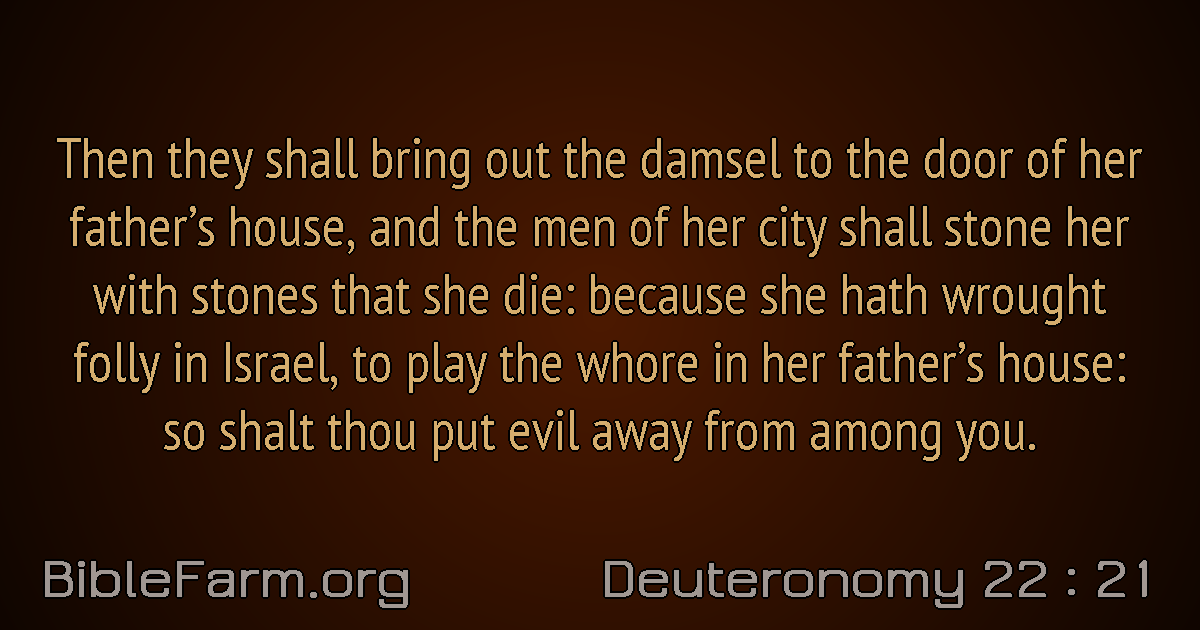 Then they shall bring out the damsel to the door of her
father’s house, and the men of her city shall stone her
with stones that she die: because she hath wrought
folly in Israel, to play the whore in her father’s house:
so shalt thou put evil away from among you.
BibleFarm.org
Deuteronomy 22 : 21